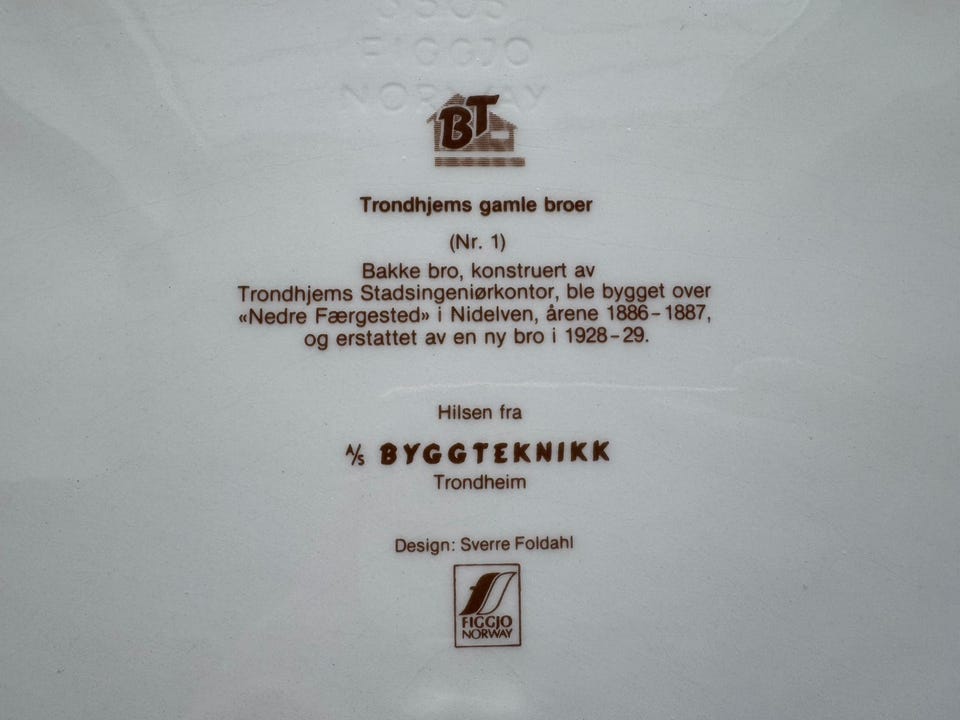 FIGGJO
NORWAY
BT
Trondhjems gamle broer
(Nr. 1)
Bakke bro, konstruert av
Trondhjems Stadsingeniørkontor, ble bygget over
«Nedre Færgested» i Nidelven, årene 1886–1887,
og erstattet av en ny bro i 1928–29.
Hilsen fra
A/S BYGGTEKNIKK
Trondheim
Design: Sverre Foldahl
FIGGJO
NORWAY